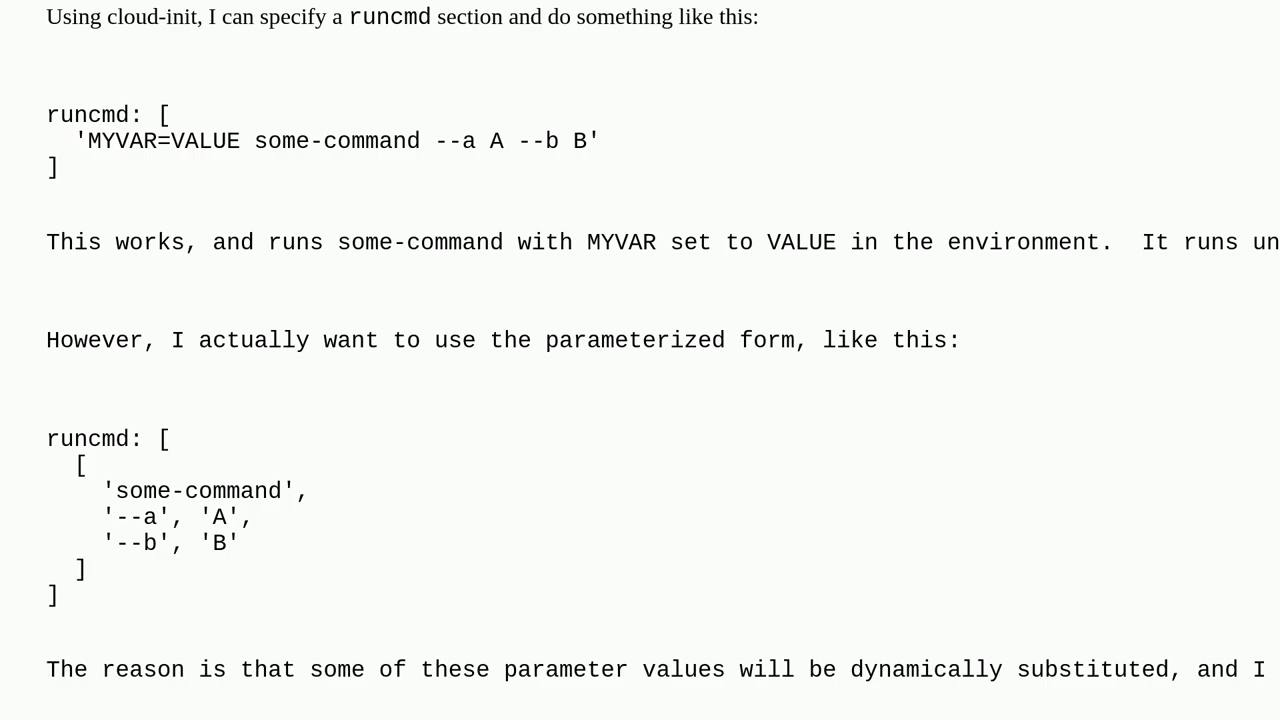 Using cloud-init, I can specify a runcmd section and do something like this:
runcmd: [
  'MYVAR=VALUE some-command --a A --b B'
]
This works, and runs some-command with MYVAR set to VALUE in the environment.  It runs un
However, I actually want to use the parameterized form, like this:
runcmd: [
  [
    'some-command',
    '--a', 'A',
    '--b', 'B'
  ]
]
The reason is that some of these parameter values will be dynamically substituted, and I